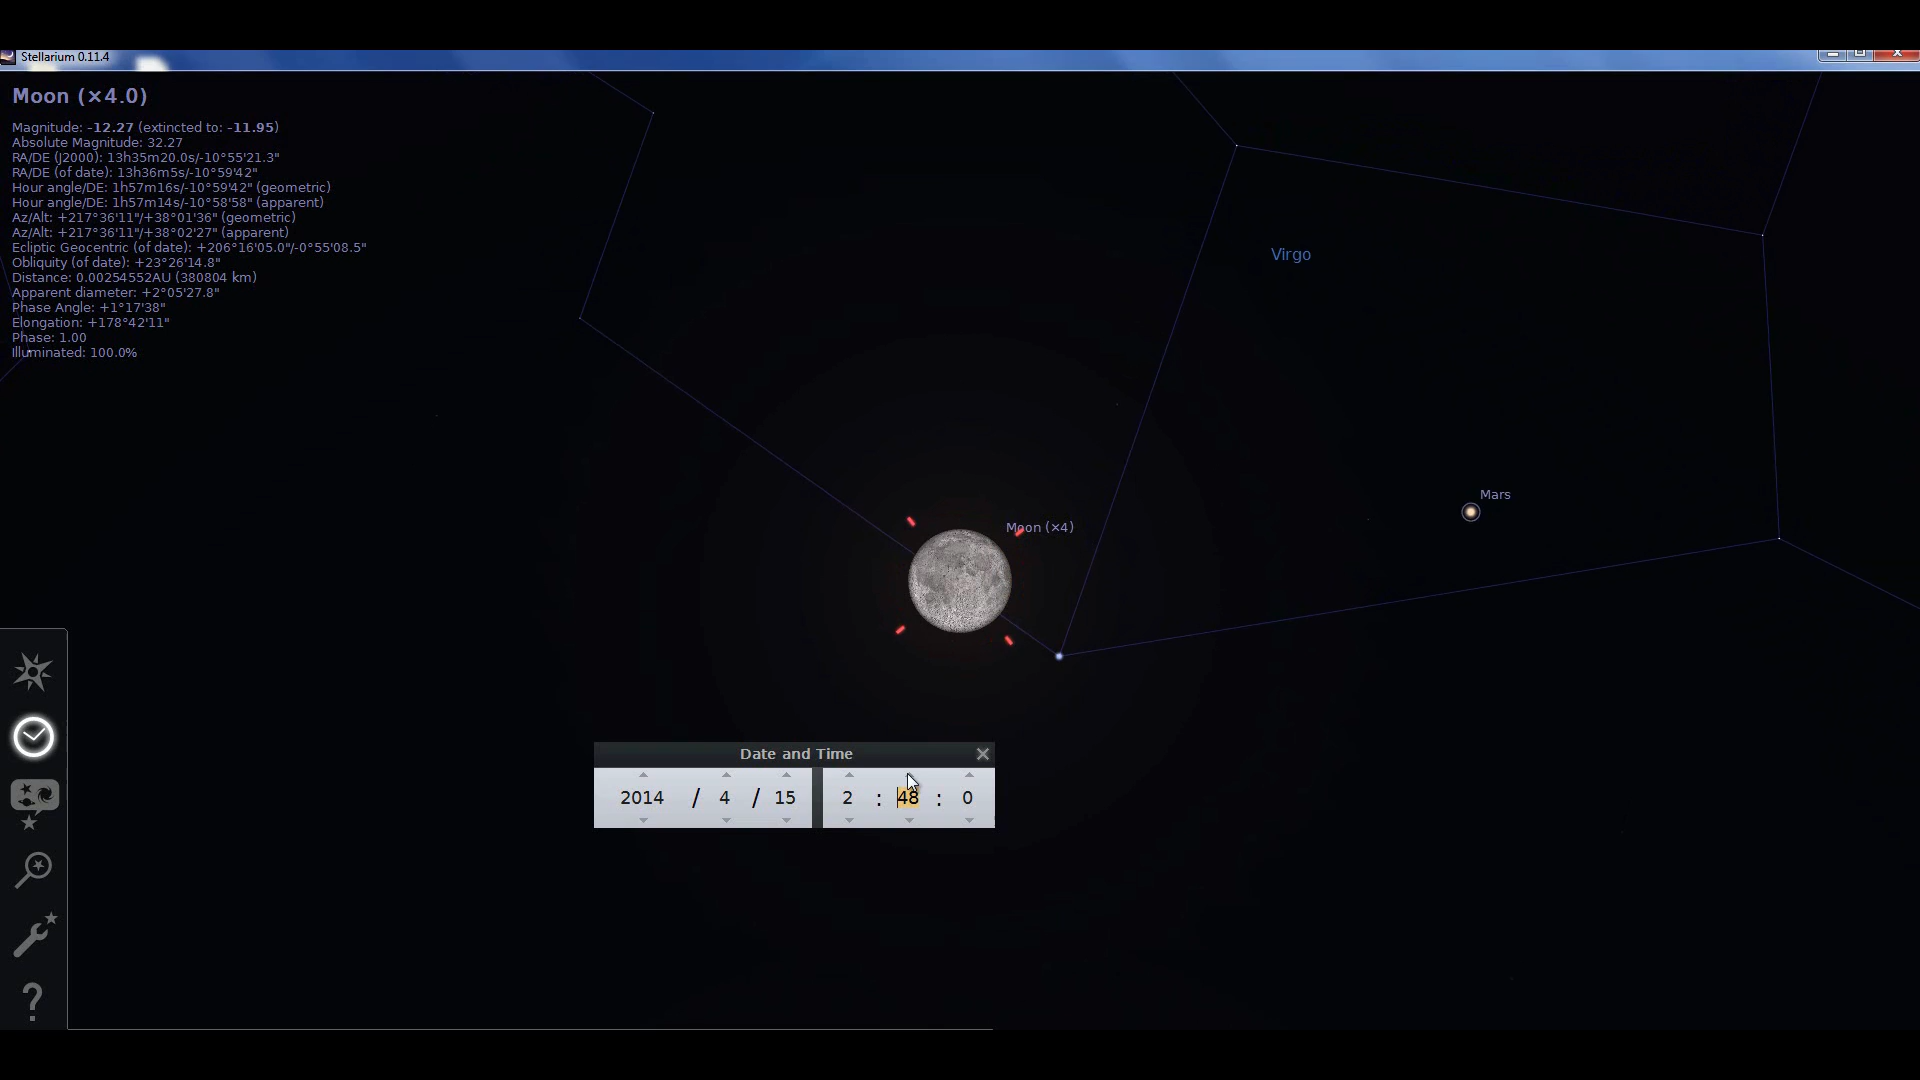 Stellarium 0.11.4
Moon (×4.0)
Magnitude: -12.27 (extincted to: -11.95)
Absolute Magnitude: 32.27
RA/DE (J2000): 13h35m20.0s/-10°55'21.3"
RA/DE (of date): 13h36m5s/-10°59'42"
Hour angle/DE: 1h57m16s/-10°59'42" (geometric)
Hour angle/DE: 1h57m14s/-10°58'58" (apparent)
Az/Alt: +217°36'11"/+38°01'36" (geometric)
Az/Alt: +217°36'11"/+38°02'27" (apparent)
Ecliptic Geocentric (of date): +206°16'05.0"/-0°55'08.5"
Obliquity (of date): +23°26'14.8"
Distance: 0.00254552AU (380804 km)
Apparent diameter: +2°05'27.8"
Phase Angle: +1°17'38"
Elongation: +178°42'11"
Phase: 1.00
Illuminated: 100.0%
Virgo
Mars
Moon (×4)
Date and Time
2014 / 4 / 15 2 : 48 : 0